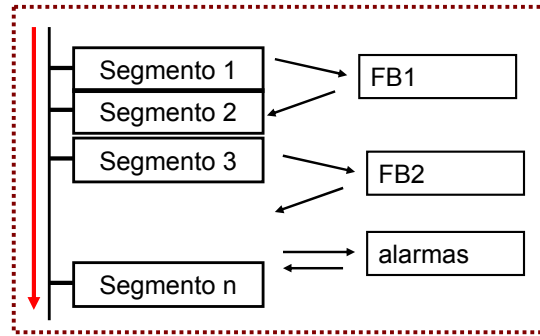 Segmento 1
FB1
Segmento 2
Segmento 3
FB2
alarmas
Segmento n